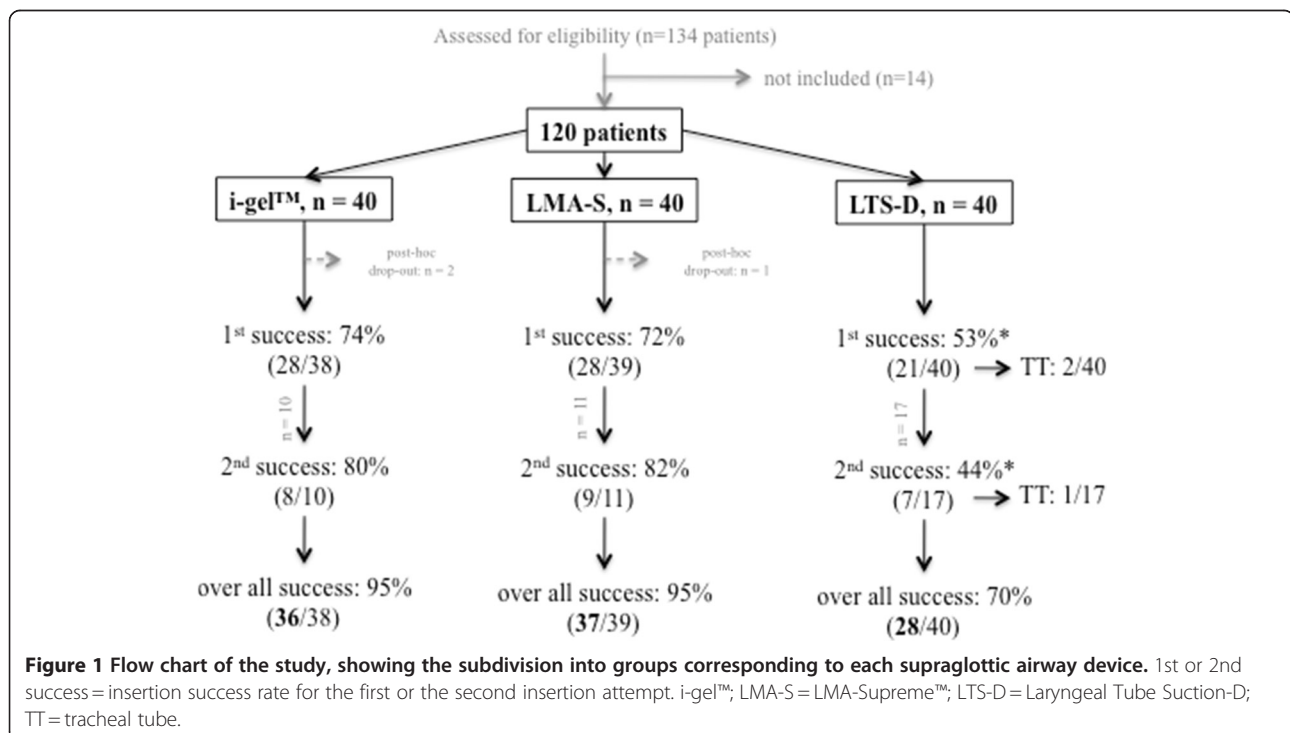 Assessed for eligibility (n=134 patients)
not included (n=14)
120 patients
i-gel™, n = 40
LMA-S, n = 40
LTS-D, n = 40
post-hoc
drop-out: n = 2
post-hoc
drop-out: n = 1
1st success: 74%
(28/38)
1st success: 72%
(28/39)
1st success: 53%*
(21/40)
TT: 2/40
n = 10
n = 11
n = 17
2nd success: 80%
(8/10)
2nd success: 82%
(9/11)
2nd success: 44%*
(7/17)
TT: 1/17
over all success: 95%
(36/38)
over all success: 95%
(37/39)
over all success: 70%
(28/40)
Figure 1 Flow chart of the study, showing the subdivision into groups corresponding to each supraglottic airway device. 1st or 2nd
success = insertion success rate for the first or the second insertion attempt. i-gel™; LMA-S = LMA-Supreme™; LTS-D = Laryngeal Tube Suction-D;
TT = tracheal tube.